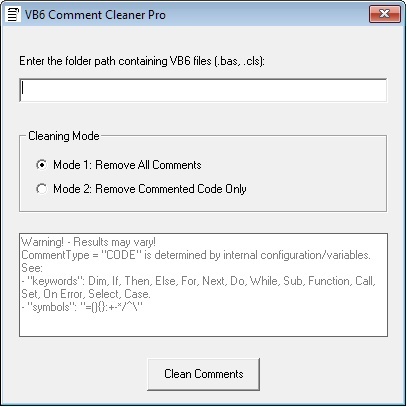 VB6 Comment Cleaner Pro
Enter the folder path containing VB6 files (.bas, .cls):
Cleaning Mode
Mode 1: Remove All Comments
Mode 2: Remove Commented Code Only
Warning! - Results may vary!
CommentType = "CODE" is determined by internal configuration/variables.
See:
- "keywords": Dim, If, Then, Else, For, Next, Do, While, Sub, Function, Call,
Set, On Error, Select, Case.
- "symbols": "=(){}:+-*/^\"
Clean Comments